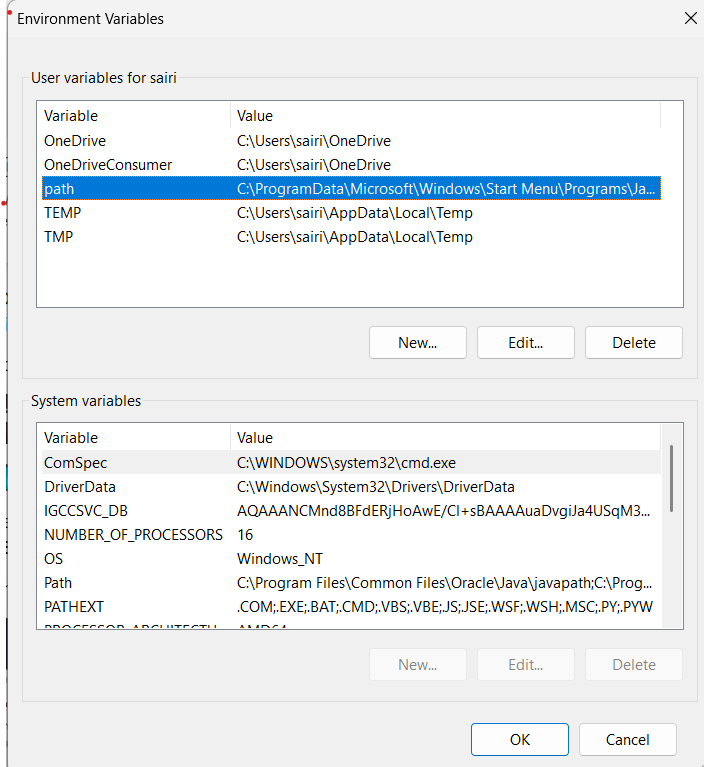 Environment Variables
User variables for sairi
Variable Value
OneDrive C:\Users\sairi\OneDrive
OneDriveConsumer C:\Users\sairi\OneDrive
path C:\ProgramData\Microsoft\Windows\Start Menu\Programs\Ja...
TEMP C:\Users\sairi\AppData\Local\Temp
TMP C:\Users\sairi\AppData\Local\Temp
New... Edit... Delete
System variables
Variable Value
ComSpec C:\WINDOWS\system32\cmd.exe
DriverData C:\Windows\System32\Drivers\DriverData
IGCCSVC_DB AQAAANCMnd8BFdERjHoAwE/Cl+sBAAAAuaDvgiJa4USqM3...
NUMBER_OF_PROCESSORS 16
OS Windows_NT
Path C:\Program Files\Common Files\Oracle\Java\javapath;C:\Prog...
PATHEXT .COM;.EXE;.BAT;.CMD;.VBS;.VBE;.JS;.JSE;.WSF;.WSH;.MSC;.PY;.PYW
PROCESSOR_ARCHITECTU... AMD64
New... Edit... Delete
OK Cancel